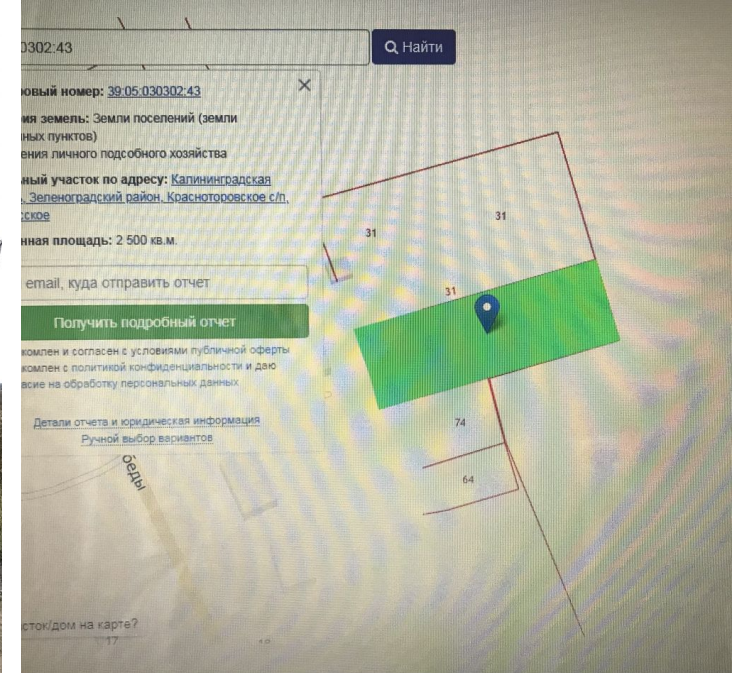 0302:43
Найти
овый номер: 39:05:030302:43
ия земель: Земли поселений (земли
ных пунктов)
ения личного подсобного хозяйства
ный участок по адресу: Калининградская
, Зеленоградский район, Красноторовское с/п,
ское
нная площадь: 2 500 кв.м.
email, куда отправить отчет
Получить подробный отчет
комлен и согласен с условиями публичной оферты
комлен с политикой конфиденциальности и даю
асие на обработку персональных данных
Детали отчета и юридическая информация
Ручной выбор вариантов
31
31
31
74
64
беды
сток/дом на карте?
17